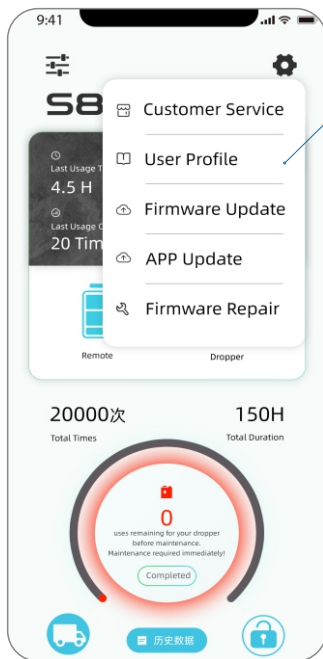 9:41
S8
Customer Service
User Profile
Firmware Update
APP Update
Firmware Repair
Last Usage T
4.5 H
Last Usage C
20 Tim
Remote
Dropper
20000次
150H
Total Times
Total Duration
0
uses remaining for your dropper
before maintenance.
Maintenance required immediately!
Completed
历史数据